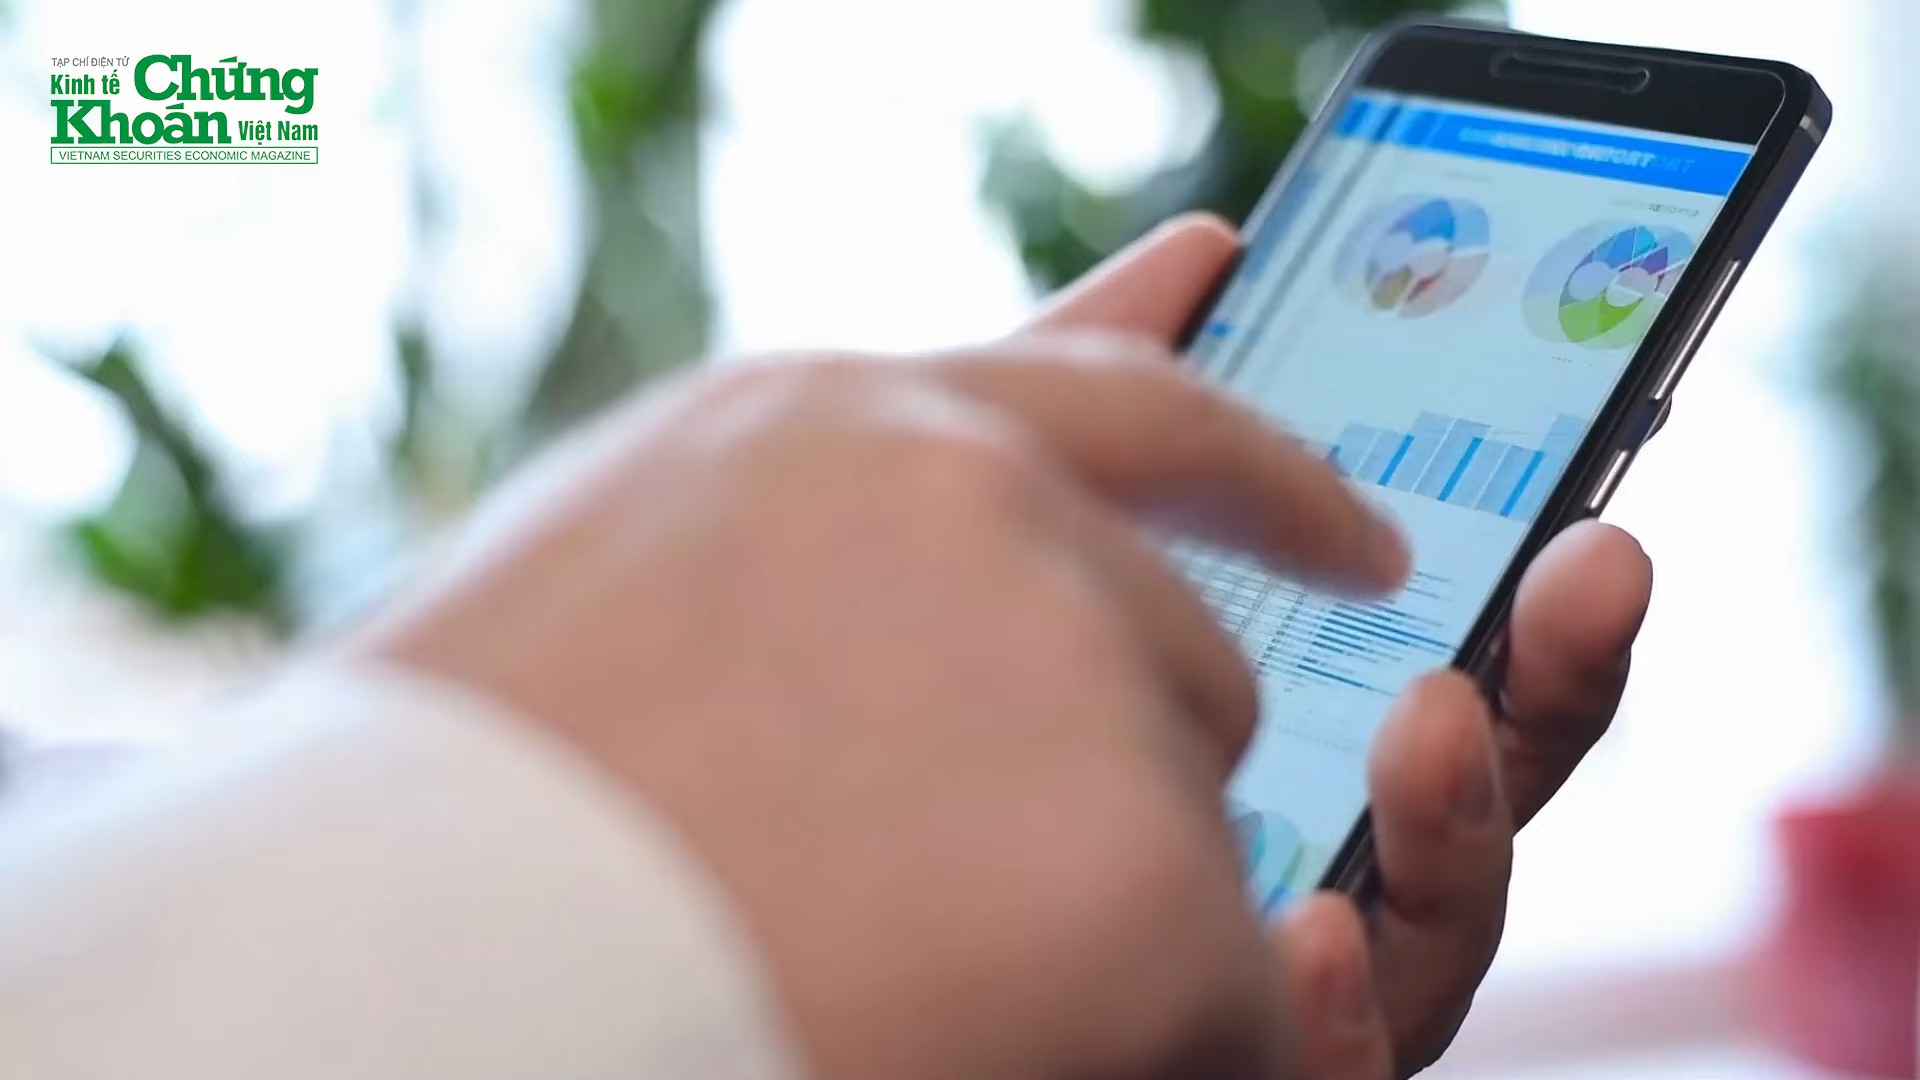 TẠP CHÍ ĐIỆN TỬ
Kinh tế Chứng
Khoán Việt Nam
VIETNAM SECURITIES ECONOMIC MAGAZINE